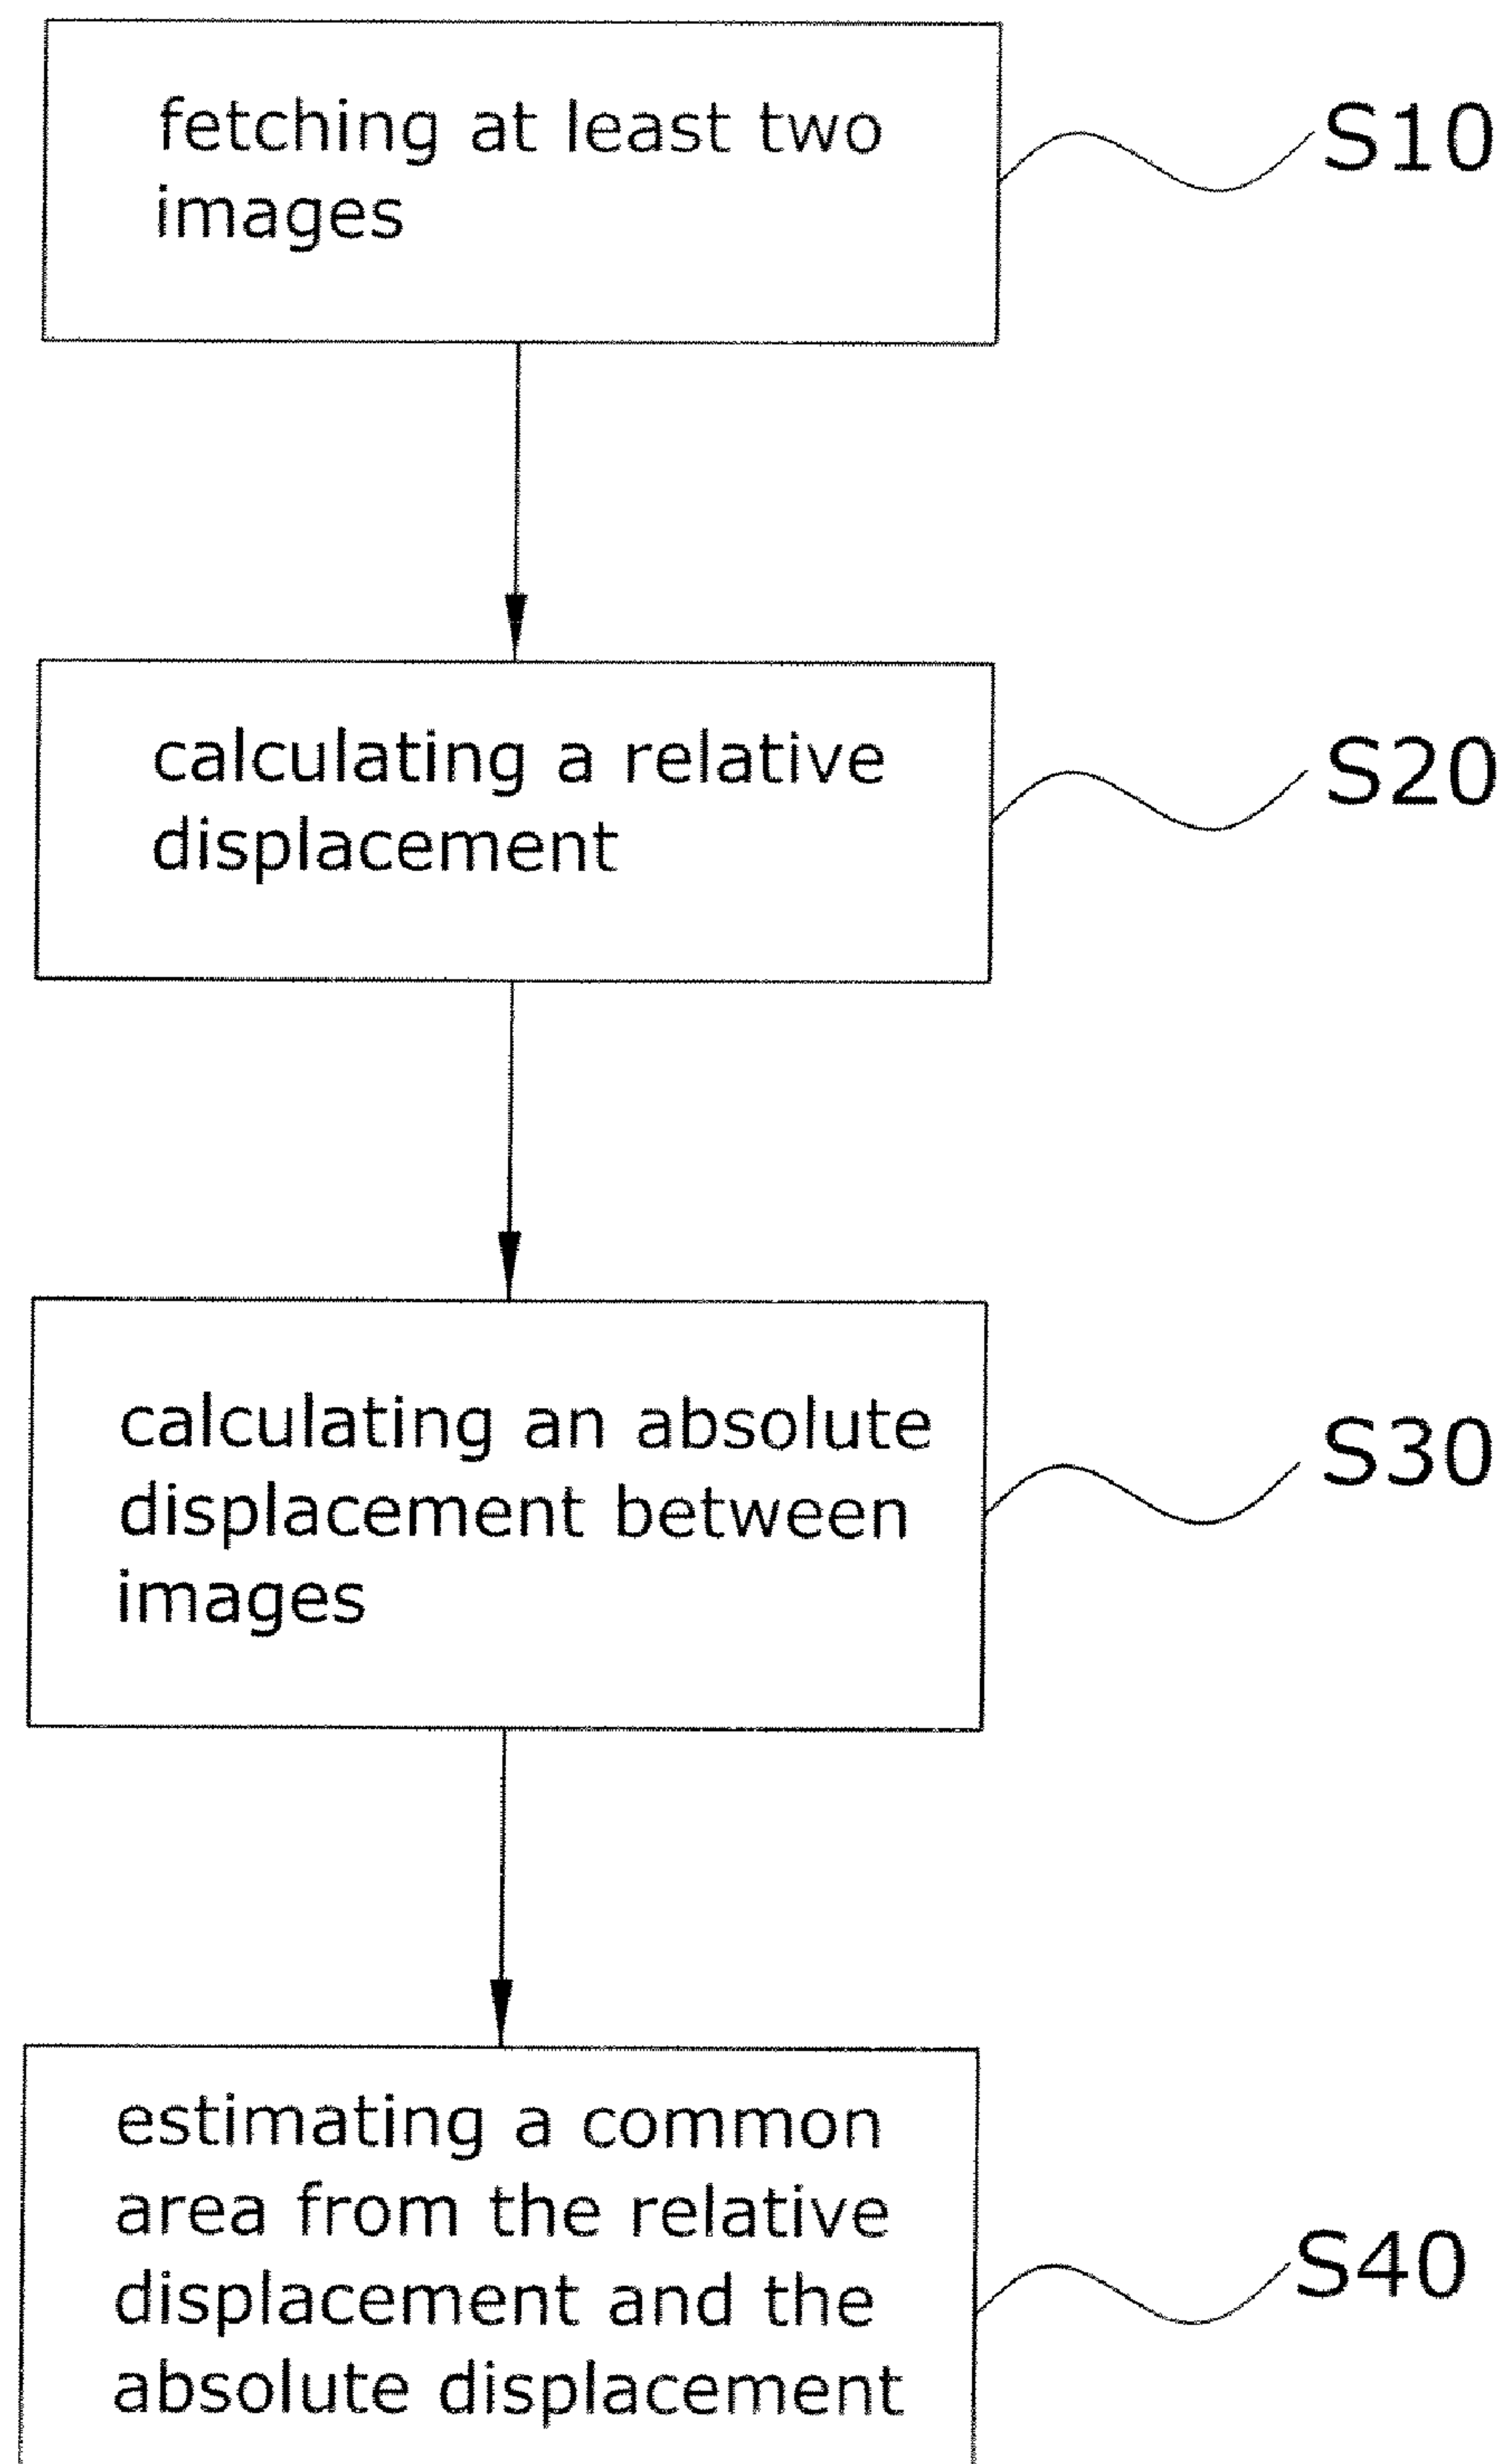 fetching at least two
images
S10
calculating a relative
displacement
S20
calculating an absolute
displacement between
images
S30
estimating a common
area from the relative
displacement and the
absolute displacement
S40